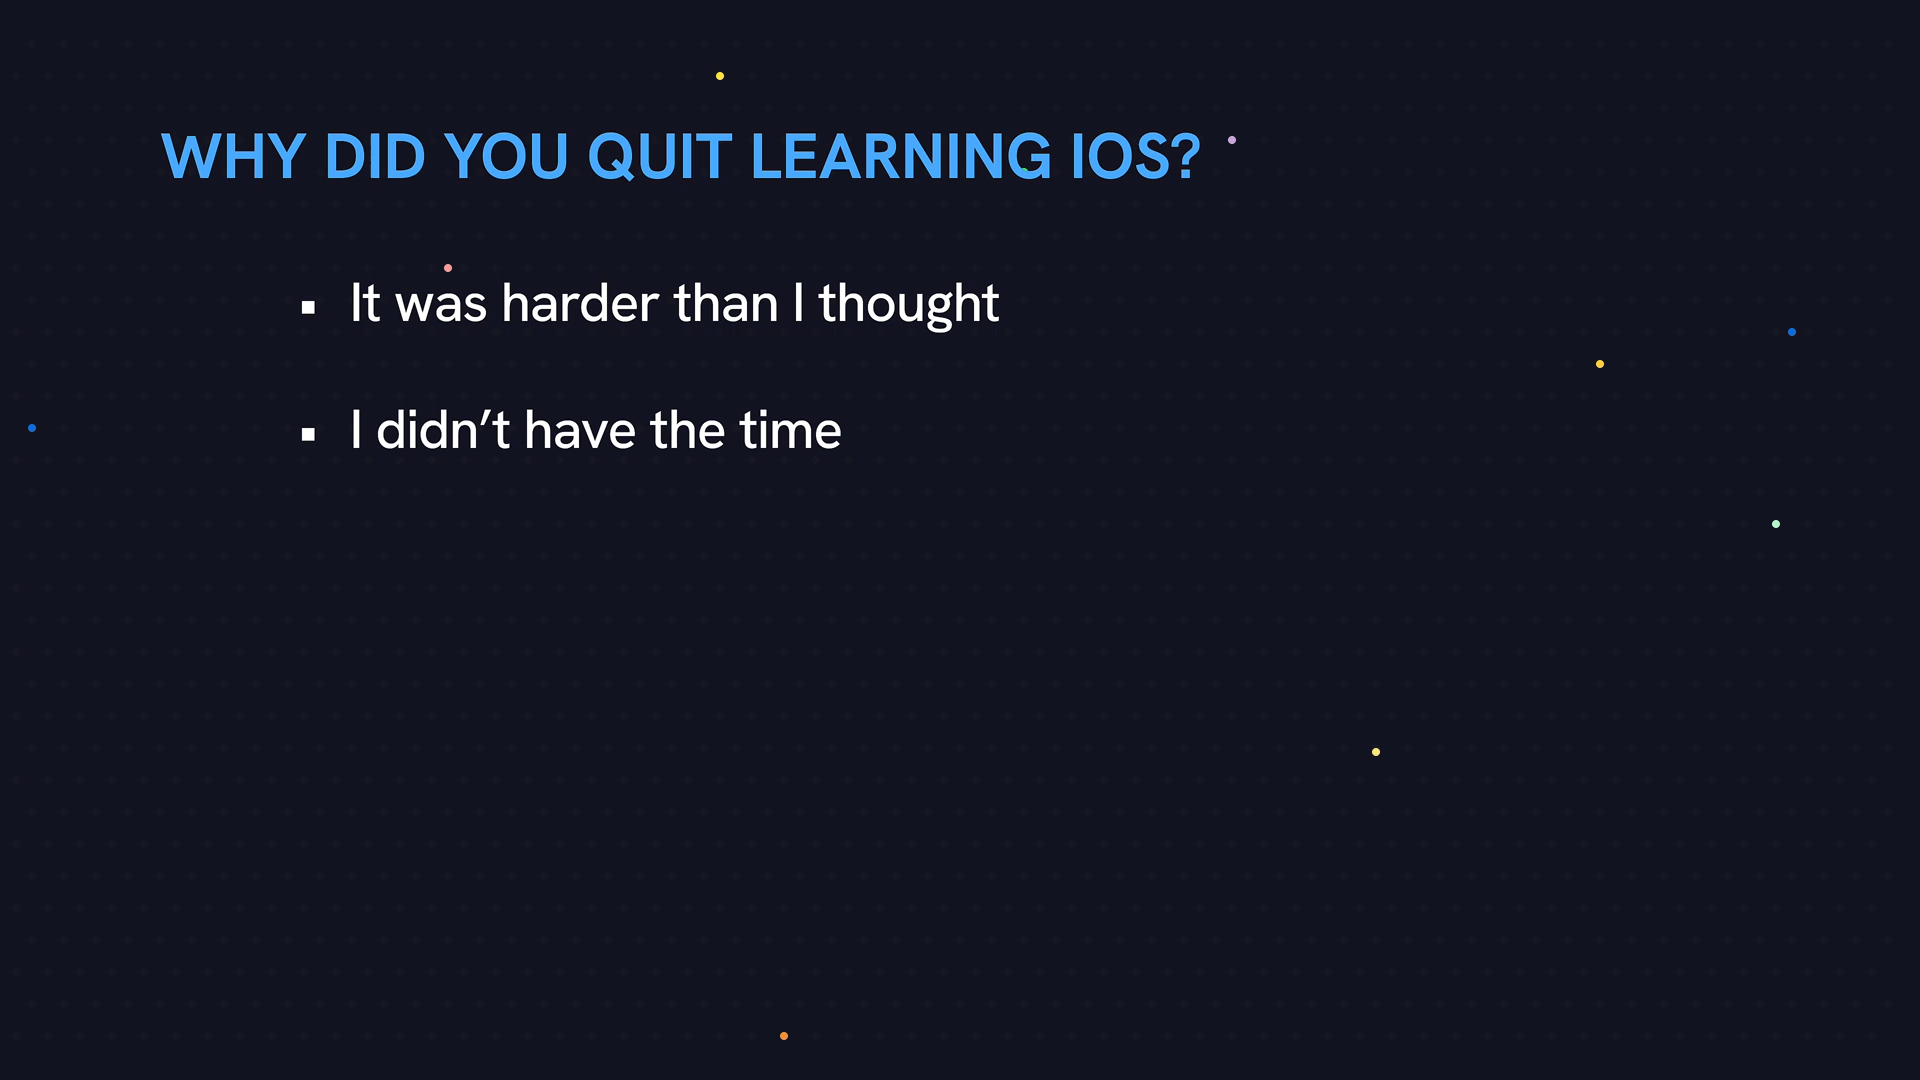 WHY DID YOU QUIT LEARNING IOS?
▪ It was harder than I thought
▪ I didn’t have the time